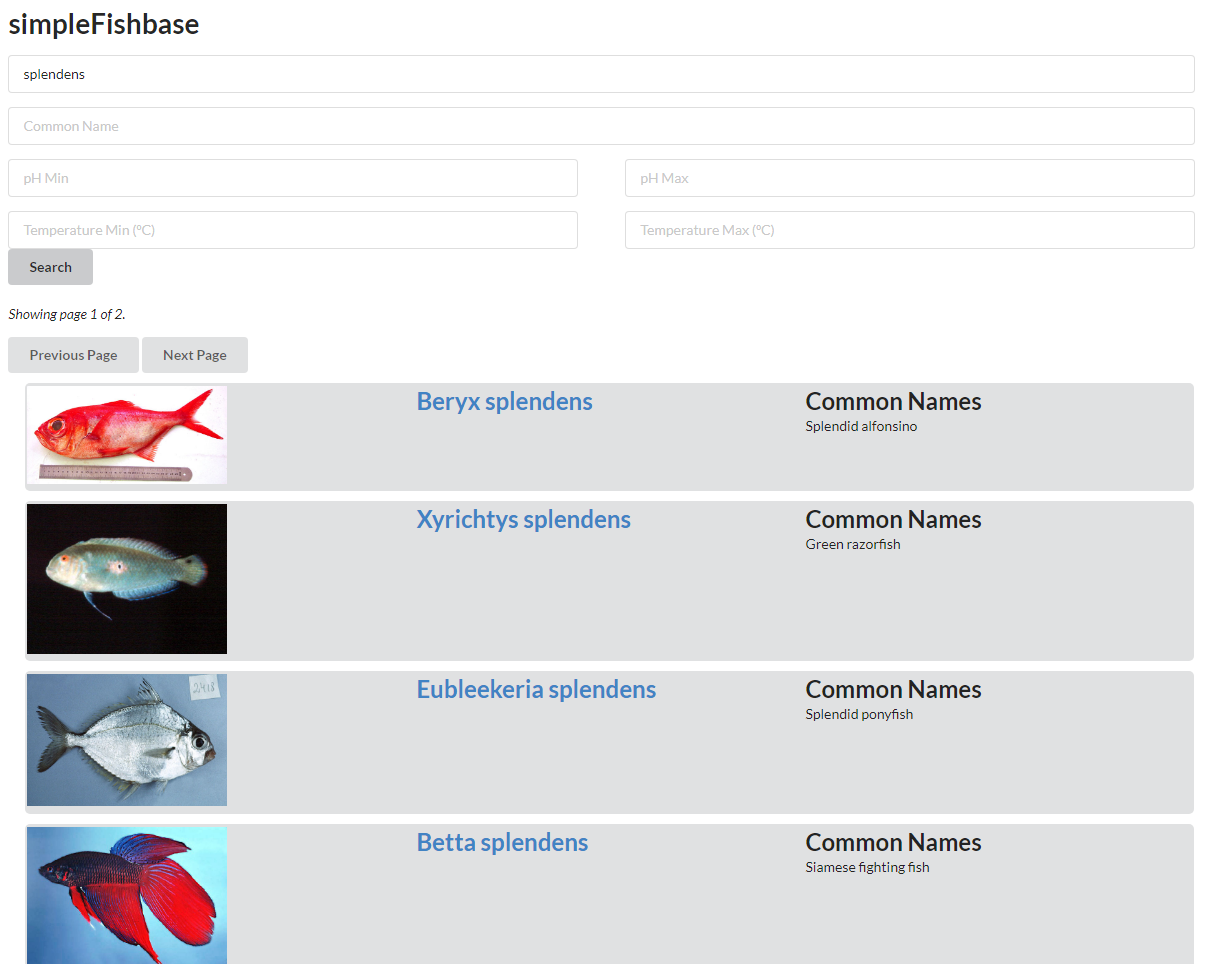 simpleFishbase
splendens
Common Name
pH Min
pH Max
Temperature Min (ºC)
Temperature Max (ºC)
Search
Showing page 1 of 2.
Previous Page
Next Page
Beryx splendens
Common Names
Splendid alfonsino
Xyrichtys splendens
Common Names
Green razorfish
Eubleekeria splendens
Common Names
Splendid ponyfish
Betta splendens
Common Names
Siamese fighting fish